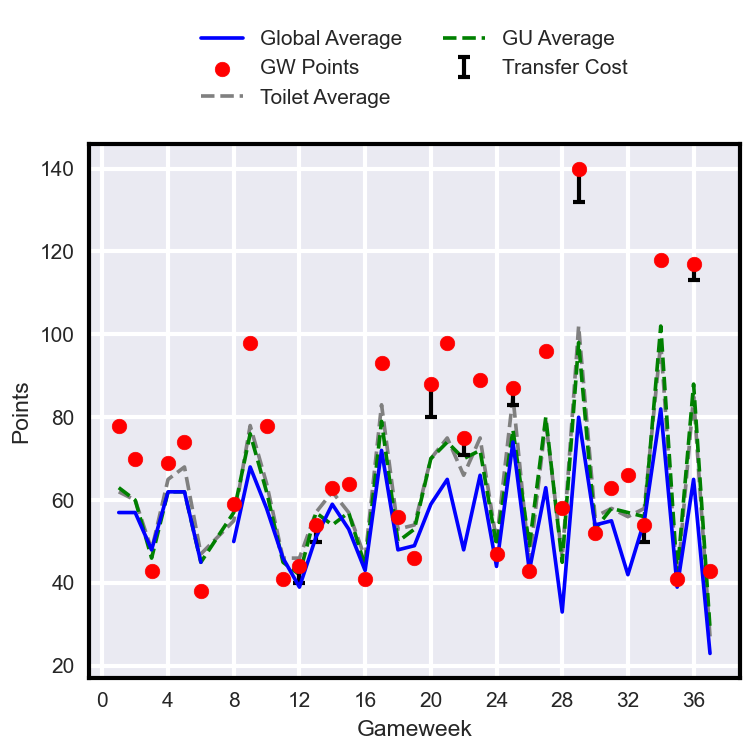 Global Average
GW Points
Toilet Average
GU Average
Transfer Cost
140
120
100
80
60
40
20
Points
0 4 8 12 16 20 24 28 32 36
Gameweek